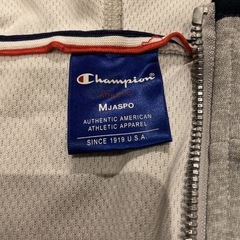 Champion
MJASPO
AUTHENTIC AMERICAN
ATHLETIC APPAREL
SINCE 1919 U.S.A.